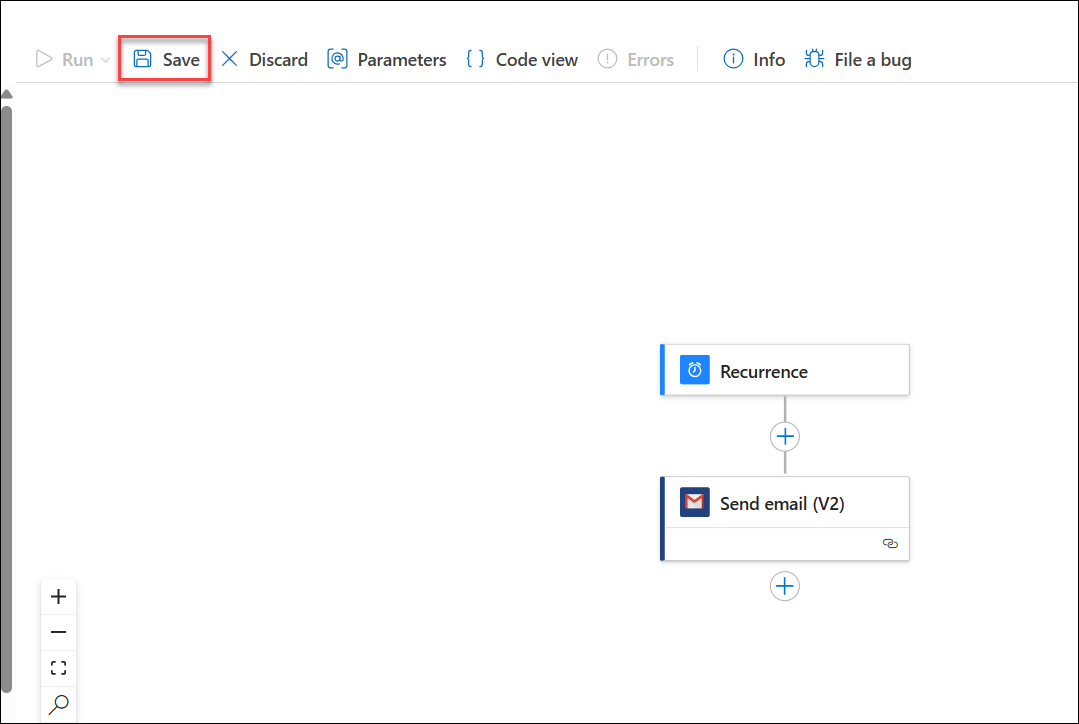 Run Save Discard Parameters Code view Errors Info File a bug
Recurrence
Send email (V2)